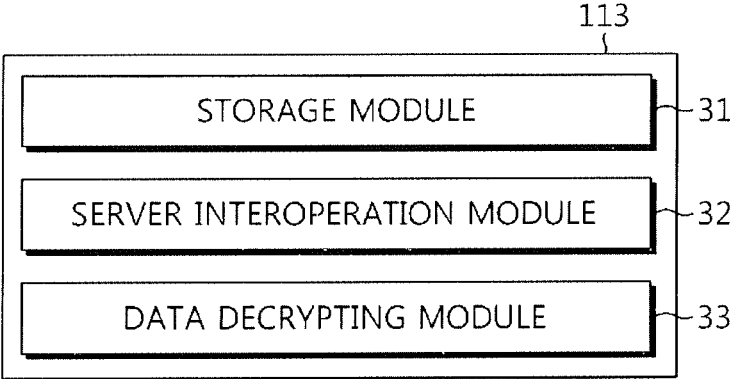 113
STORAGE MODULE 31
SERVER INTEROPERATION MODULE 32
DATA DECRYPTING MODULE 33